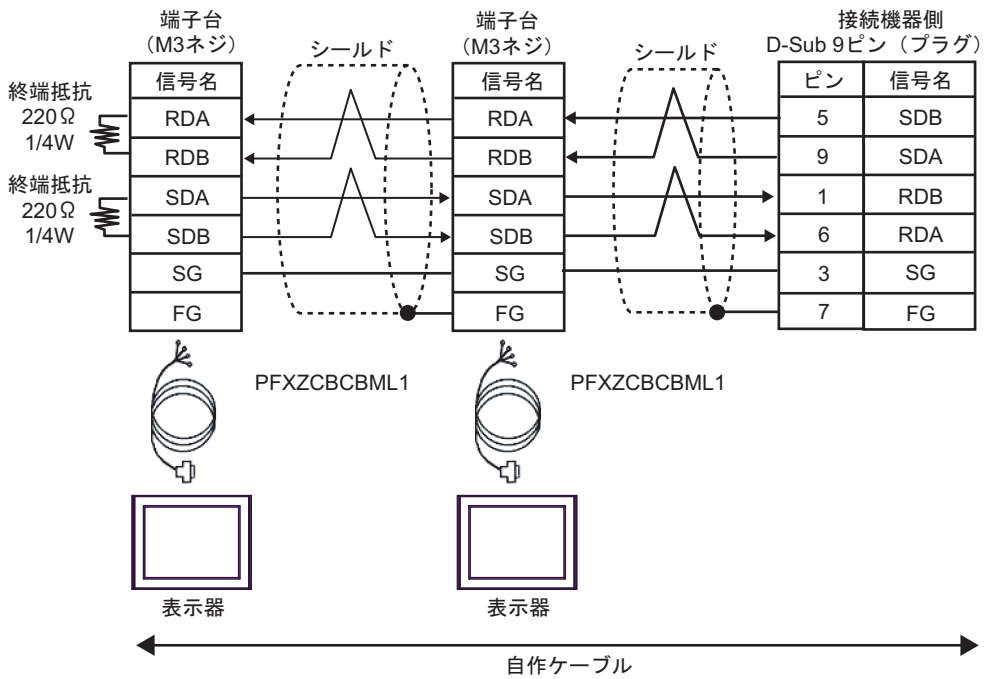 端子台
（M3ネジ）
端子台
（M3ネジ）
接続機器側
D-Sub 9ピン（プラグ）
シールド
シールド
終端抵抗
220Ω
1/4W
終端抵抗
220Ω
1/4W
信号名
RDA
RDB
SDA
SDB
SG
FG
信号名
RDA
RDB
SDA
SDB
SG
FG
ピン 信号名
5 SDB
9 SDA
1 RDB
6 RDA
3 SG
7 FG
PFXZCBCBML1
PFXZCBCBML1
表示器
表示器
自作ケーブル